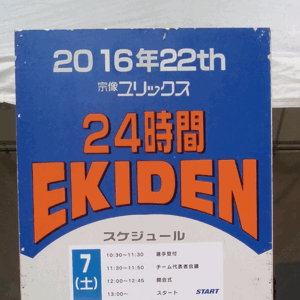 2016年22th
宗像ユリックス
24時間
EKIDEN
スケジュール
7
(土)
10:30~11:30 選手受付
11:30~11:50 チーム代表者会議
12:00~12:45 開会式
13:00~ スタート START